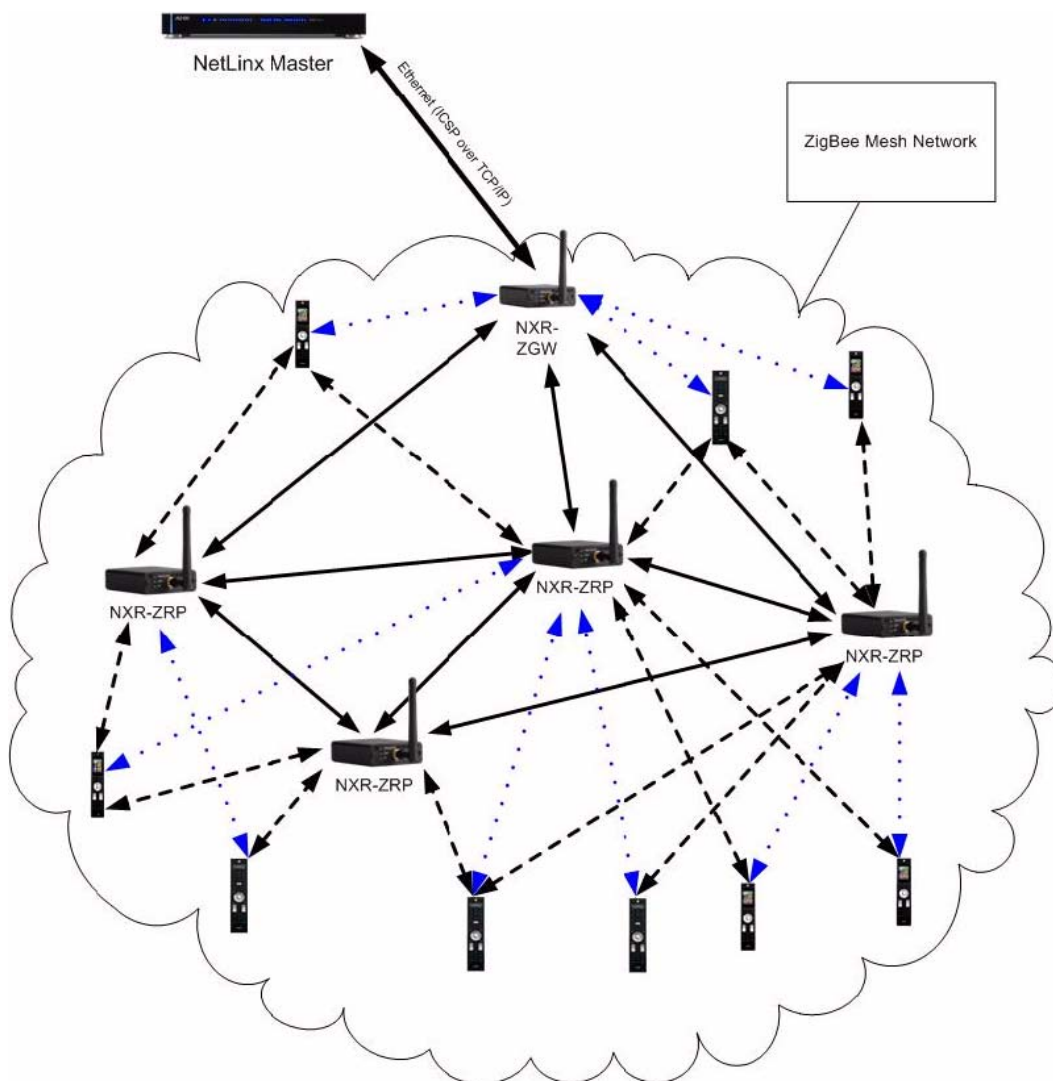 NetLinx Master
Ethernet (ICSP over TCP/IP)
ZigBee Mesh Network
NXR-
ZGW
NXR-ZRP
NXR-ZRP
NXR-ZRP
NXR-ZRP